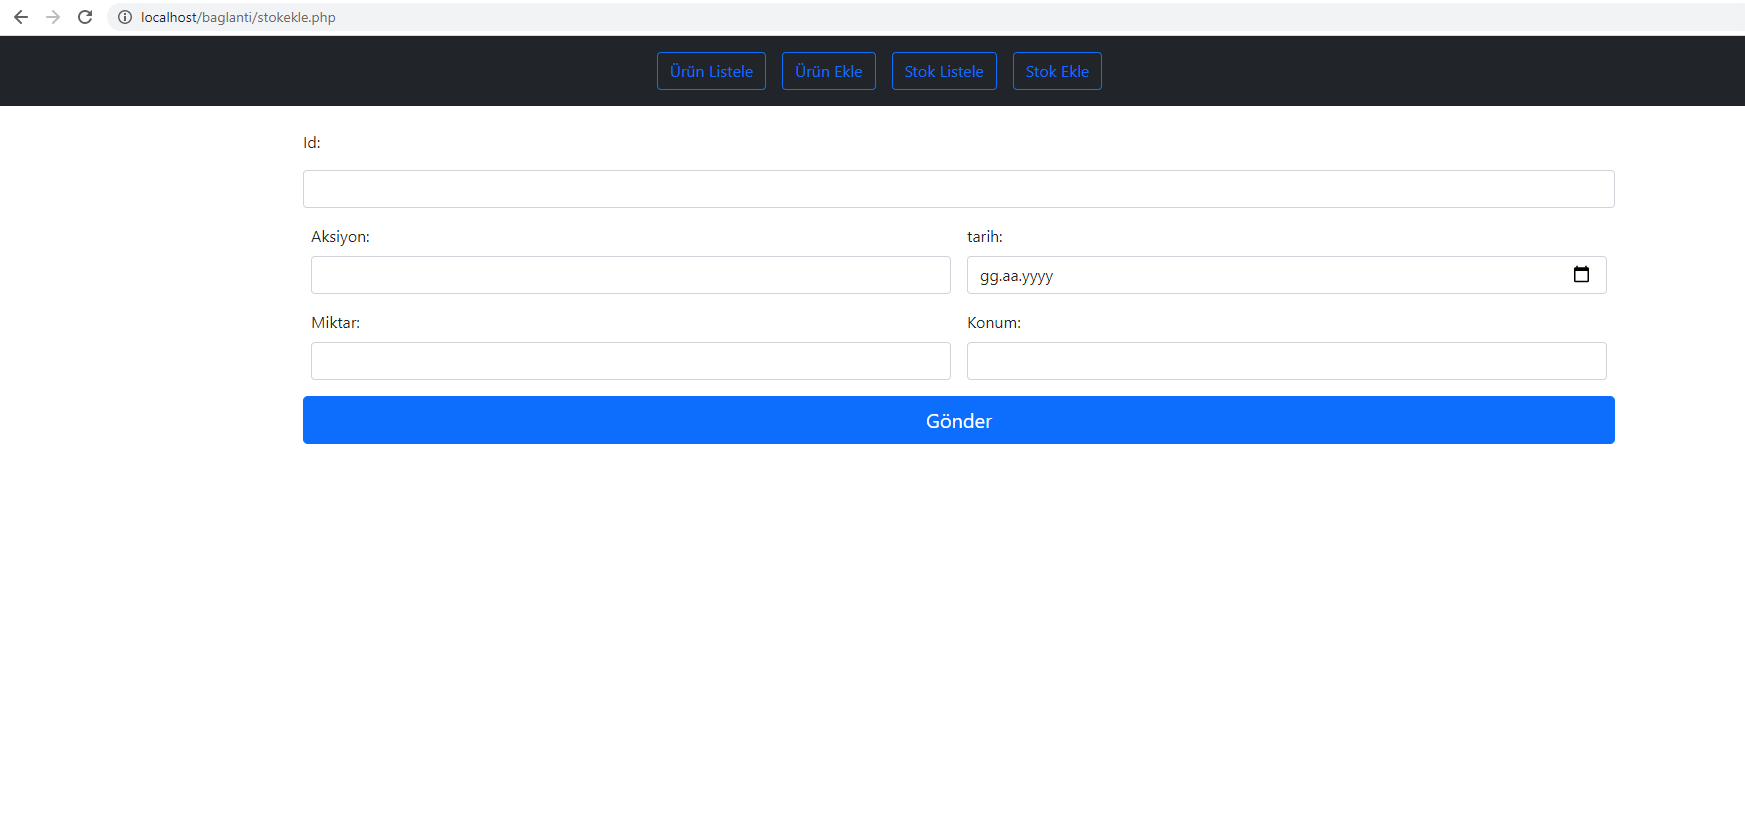 localhost/baglanti/stokekle.php
Ürün Listele Ürün Ekle Stok Listele Stok Ekle
Id:
Aksiyon: tarih:
gg.aa.yyyy
Miktar: Konum:
Gönder